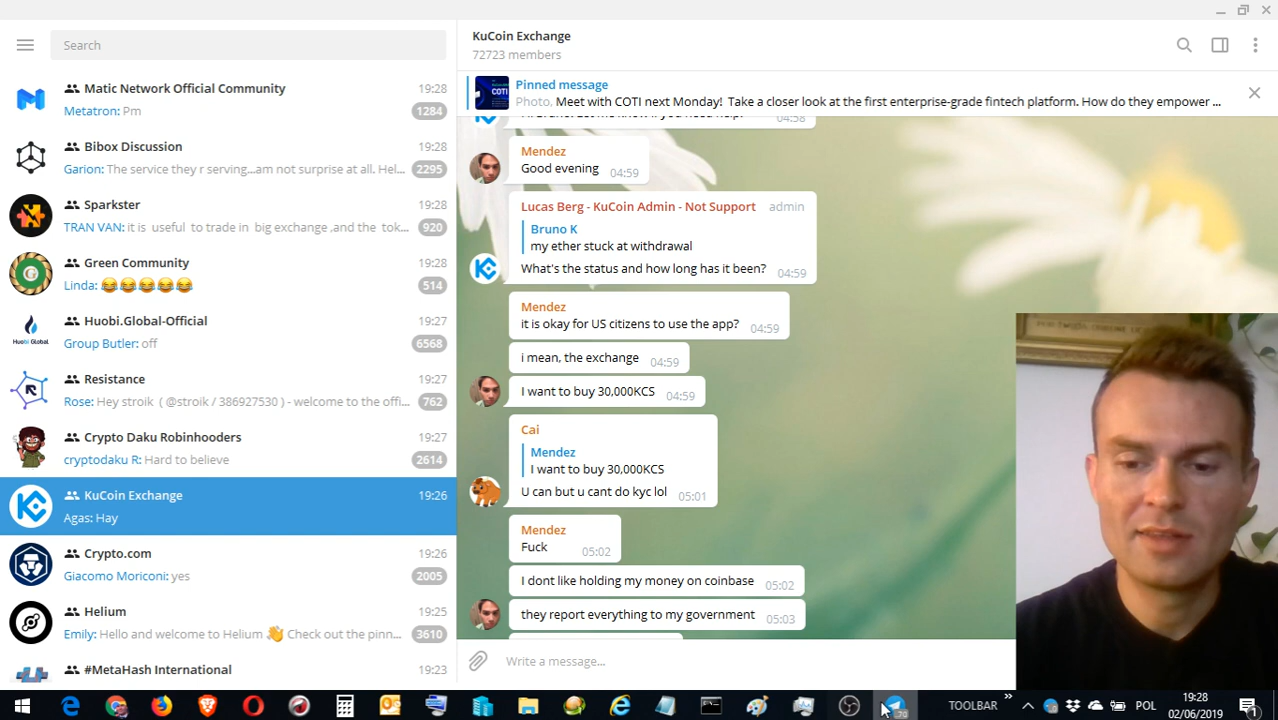 Search
Matic Network Official Community
19:28
Metatron: Pm
1284
Bibox Discussion
19:28
Garion: The service they r serving...am not surprise at all. Hel...
2295
Sparkster
19:28
TRAN VAN: it is useful to trade in big exchange ,and the tok...
920
Green Community
19:28
Linda: 😂😂😂😂😂
514
Huobi.Global-Official
19:27
Group Butler: off
6568
Huobi Global
Resistance
19:27
Rose: Hey stroik ( @stroik / 386927530 ) - welcome to the offi...
762
Crypto Daku Robinhooders
19:27
cryptodaku R: Hard to believe
2614
KuCoin Exchange
19:26
Agas: Hay
Crypto.com
19:26
Giacomo Moriconi: yes
2005
Helium
19:25
Emily: Hello and welcome to Helium 👋 Check out the pinn...
3610
#MetaHash International
19:23
KuCoin Exchange
72723 members
Pinned message
Photo. Meet with COTI next Monday! Take a closer look at the first enterprise-grade fintech platform. How do they empower ...
COTI
04:58
Mendez
Good evening 04:59
Lucas Berg - KuCoin Admin - Not Support admin
Bruno K
my ether stuck at withdrawal
What's the status and how long has it been? 04:59
Mendez
it is okay for US citizens to use the app? 04:59
i mean, the exchange 04:59
I want to buy 30,000KCS 04:59
Cai
Mendez
I want to buy 30,000KCS
U can but u cant do kyc lol 05:01
Mendez
Fuck 05:02
I dont like holding my money on coinbase 05:02
they report everything to my government 05:03
Write a message...
TOOLBAR
POL
19:28
02/06/2019